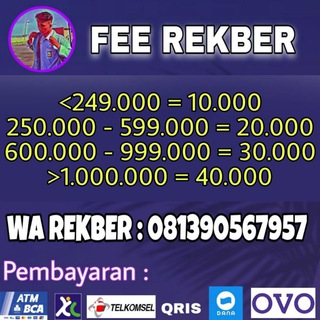 FEE REKBER
<249.000 = 10.000
250.000 - 599.000 = 20.000
600.000 - 999.000 = 30.000
>1.000.000 = 40.000
WA REKBER : 081390567957
Pembayaran :
ATM BCA XL TELKOMSEL QRIS DANA OVO